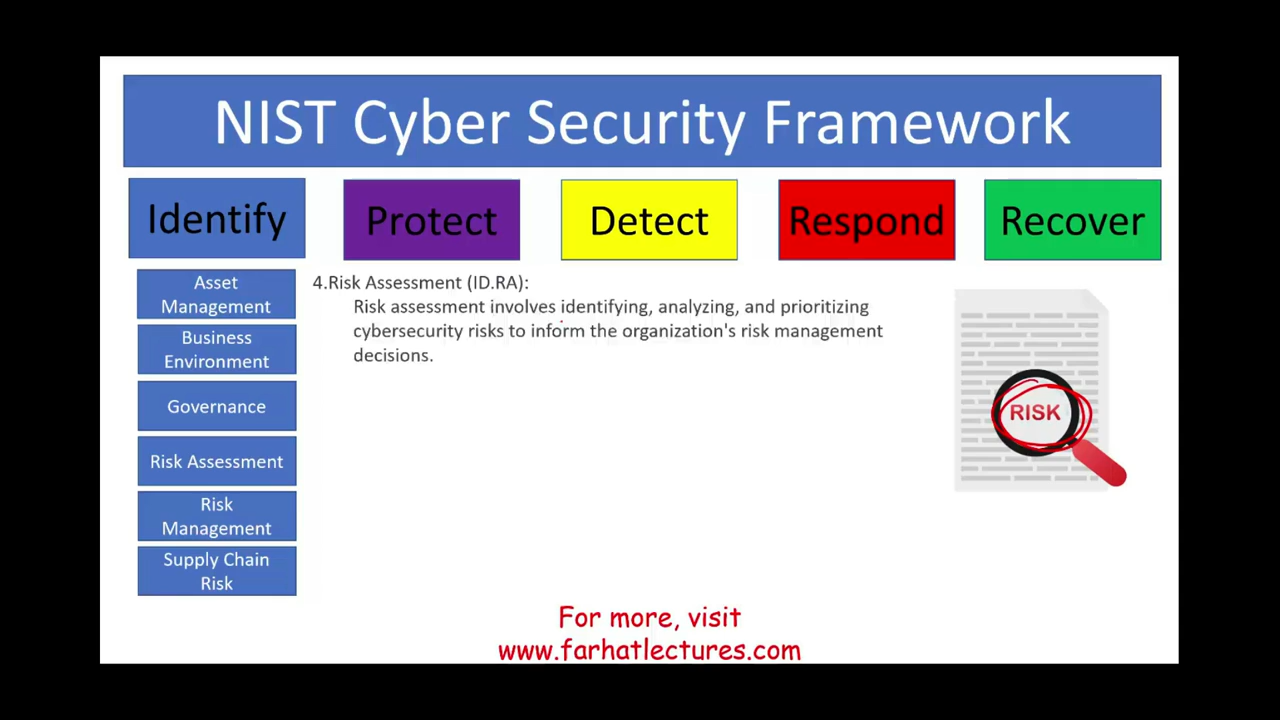 NIST Cyber Security Framework
Identify
Protect
Detect
Respond
Recover
Asset
Management
Business
Environment
Governance
Risk Assessment
Risk
Management
Supply Chain
Risk
4.Risk Assessment (ID.RA):
Risk assessment involves identifying, analyzing, and prioritizing
cybersecurity risks to inform the organization's risk management
decisions.
RISK
For more, visit
www.farhatlectures.com